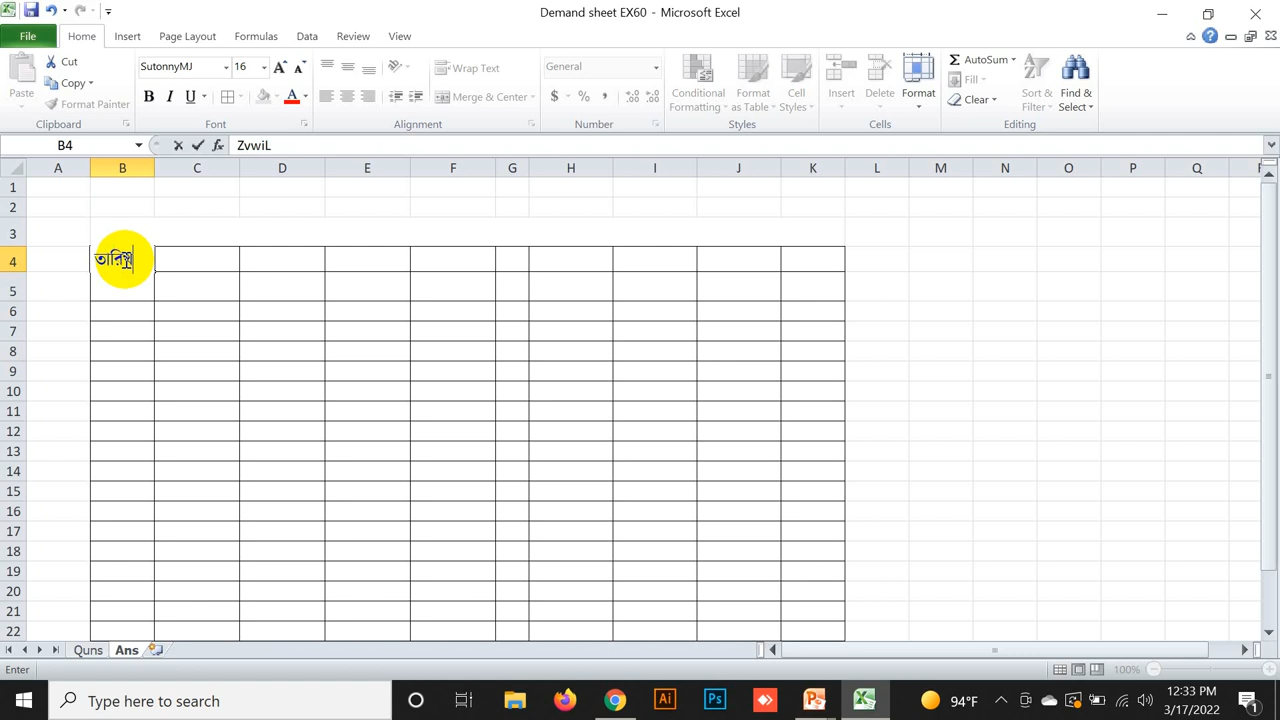 Demand sheet EX60 - Microsoft Excel
File Home Insert Page Layout Formulas Data Review View
Paste Cut Copy Format Painter Clipboard
SutonnyMJ 16 B I U Font
Wrap Text Merge & Center Alignment
General $ % , Number
Conditional Formatting Format as Table Cell Styles Styles
Insert Delete Format Cells
AutoSum Fill Clear Sort & Filter Find & Select Editing
B4 fx ZvwiL
A B C D E F G H I J K L M N O P Q
1
2
3
4 তারিখ
5
6
7
8
9
10
11
12
13
14
15
16
17
18
19
20
21
22
Quns Ans
Enter 100%
Type here to search 94°F 12:33 PM
3/17/2022 1